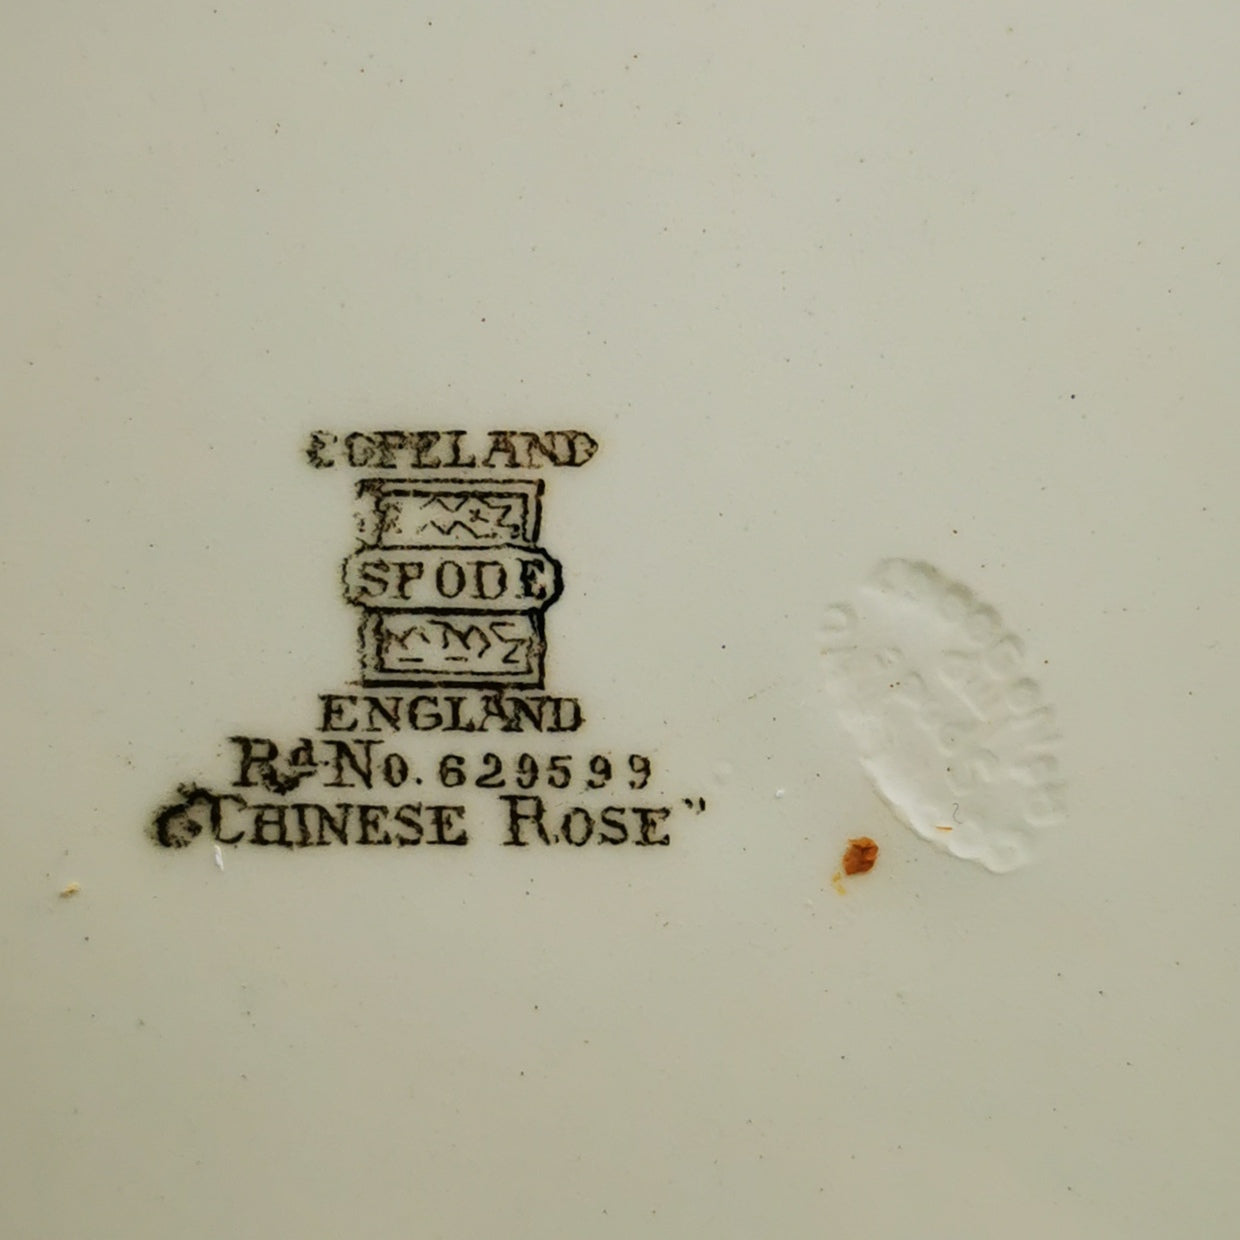 COPELAND
SPODE
ENGLAND
Rd No. 629599
"CHINESE ROSE"